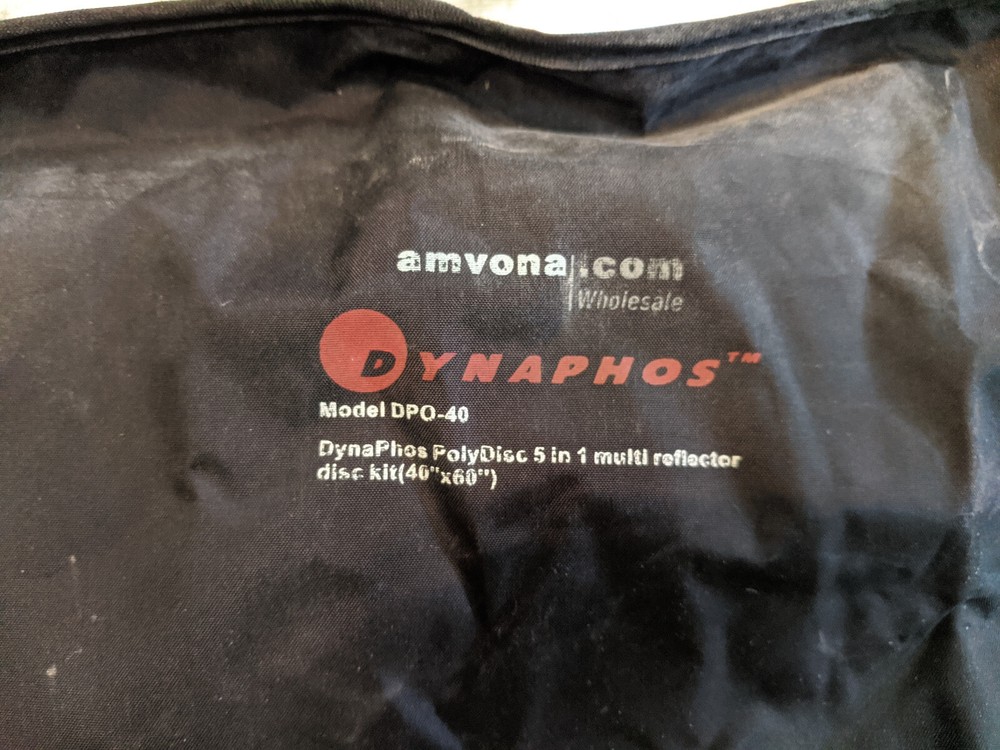 amvona.com
Wholesale
DYNAPHOS™
Model DPO-40
DynaPhos PolyDisc 5 in 1 multi reflector
disc kit(40"x60")